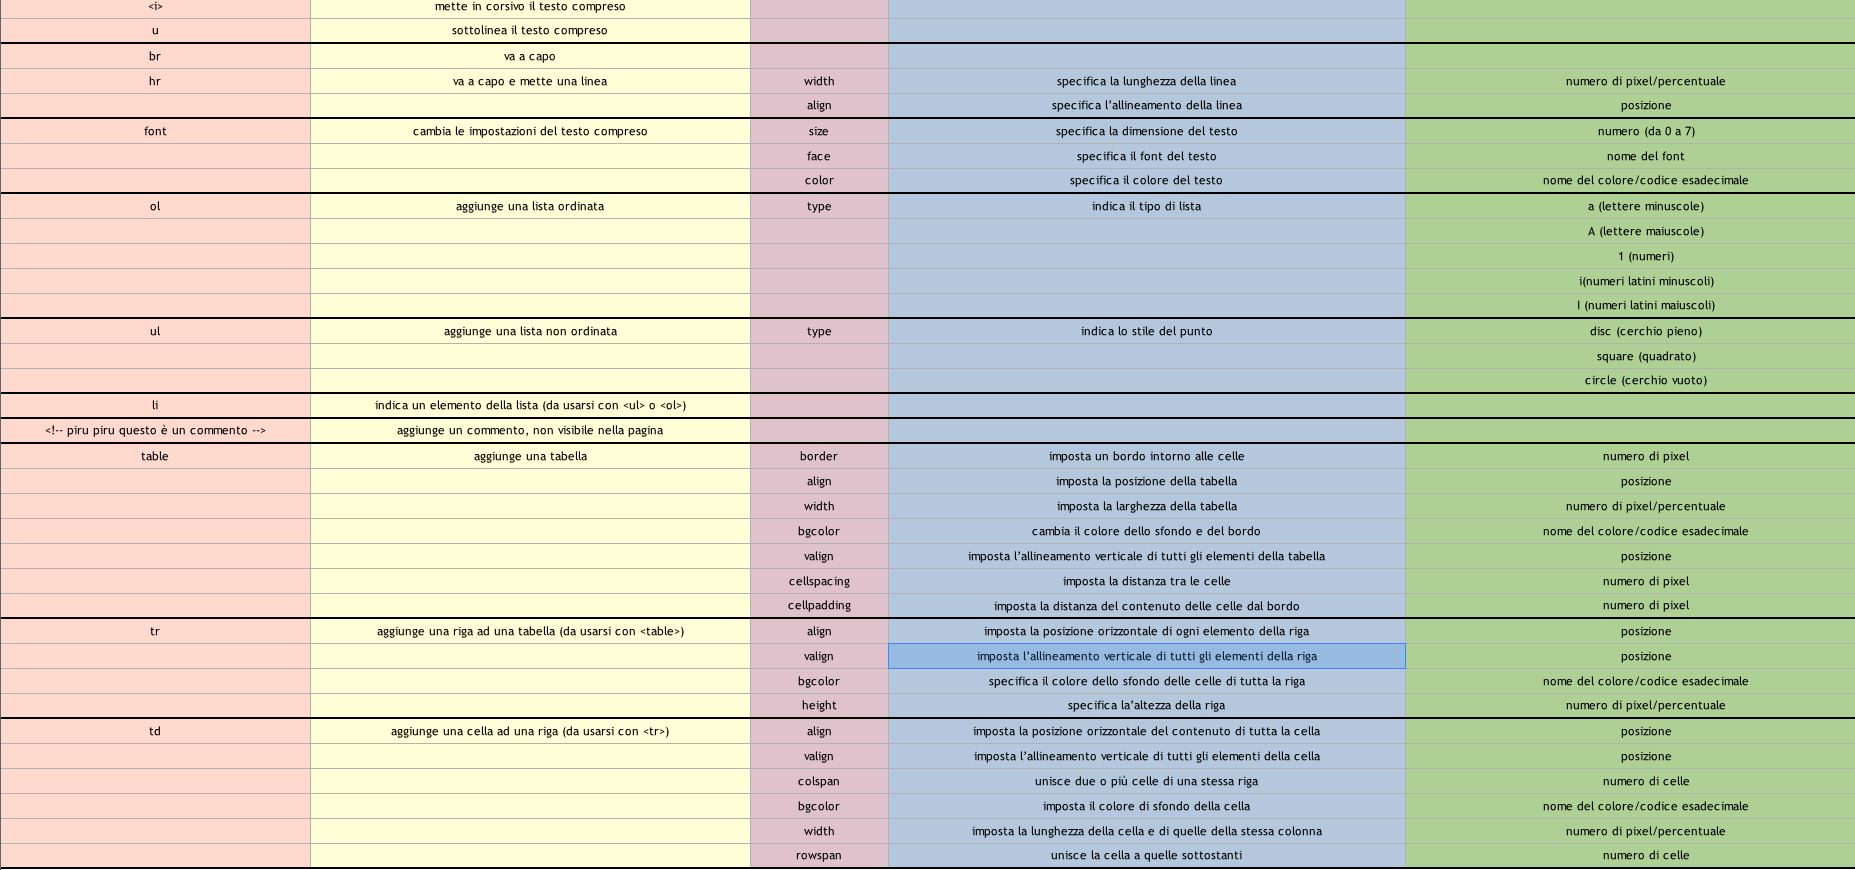 <i> mette in corsivo il testo compreso
u sottolinea il testo compreso
br va a capo
hr va a capo e mette una linea width specifica la lunghezza della linea numero di pixel/percentuale
align specifica l'allineamento della linea posizione
font cambia le impostazioni del testo compreso size specifica la dimensione del testo numero (da 0 a 7)
face specifica il font del testo nome del font
color specifica il colore del testo nome del colore/codice esadecimale
ol aggiunge una lista ordinata type indica il tipo di lista a (lettere minuscole)
A (lettere maiuscole)
1 (numeri)
i(numeri latini minuscoli)
I (numeri latini maiuscoli)
ul aggiunge una lista non ordinata type indica lo stile del punto disc (cerchio pieno)
square (quadrato)
circle (cerchio vuoto)
li indica un elemento della lista (da usarsi con <ul> o <ol>)
<!-- piru piru questo è un commento --> aggiunge un commento, non visibile nella pagina
table aggiunge una tabella border imposta un bordo intorno alle celle numero di pixel
align imposta la posizione della tabella posizione
width imposta la larghezza della tabella numero di pixel/percentuale
bgcolor cambia il colore dello sfondo e del bordo nome del colore/codice esadecimale
valign imposta l'allineamento verticale di tutti gli elementi della tabella posizione
cellspacing imposta la distanza tra le celle numero di pixel
cellpadding imposta la distanza del contenuto delle celle dal bordo numero di pixel
tr aggiunge una riga ad una tabella (da usarsi con <table>) align imposta la posizione orizzontale di ogni elemento della riga posizione
valign imposta l'allineamento verticale di tutti gli elementi della riga posizione
bgcolor specifica il colore dello sfondo delle celle di tutta la riga nome del colore/codice esadecimale
height specifica la'altezza della riga numero di pixel/percentuale
td aggiunge una cella ad una riga (da usarsi con <tr>) align imposta la posizione orizzontale del contenuto di tutta la cella posizione
valign imposta l'allineamento verticale di tutti gli elementi della cella posizione
colspan unisce due o più celle di una stessa riga numero di celle
bgcolor imposta il colore di sfondo della cella nome del colore/codice esadecimale
width imposta la lunghezza della cella e di quelle della stessa colonna numero di pixel/percentuale
rowspan unisce la cella a quelle sottostanti numero di celle